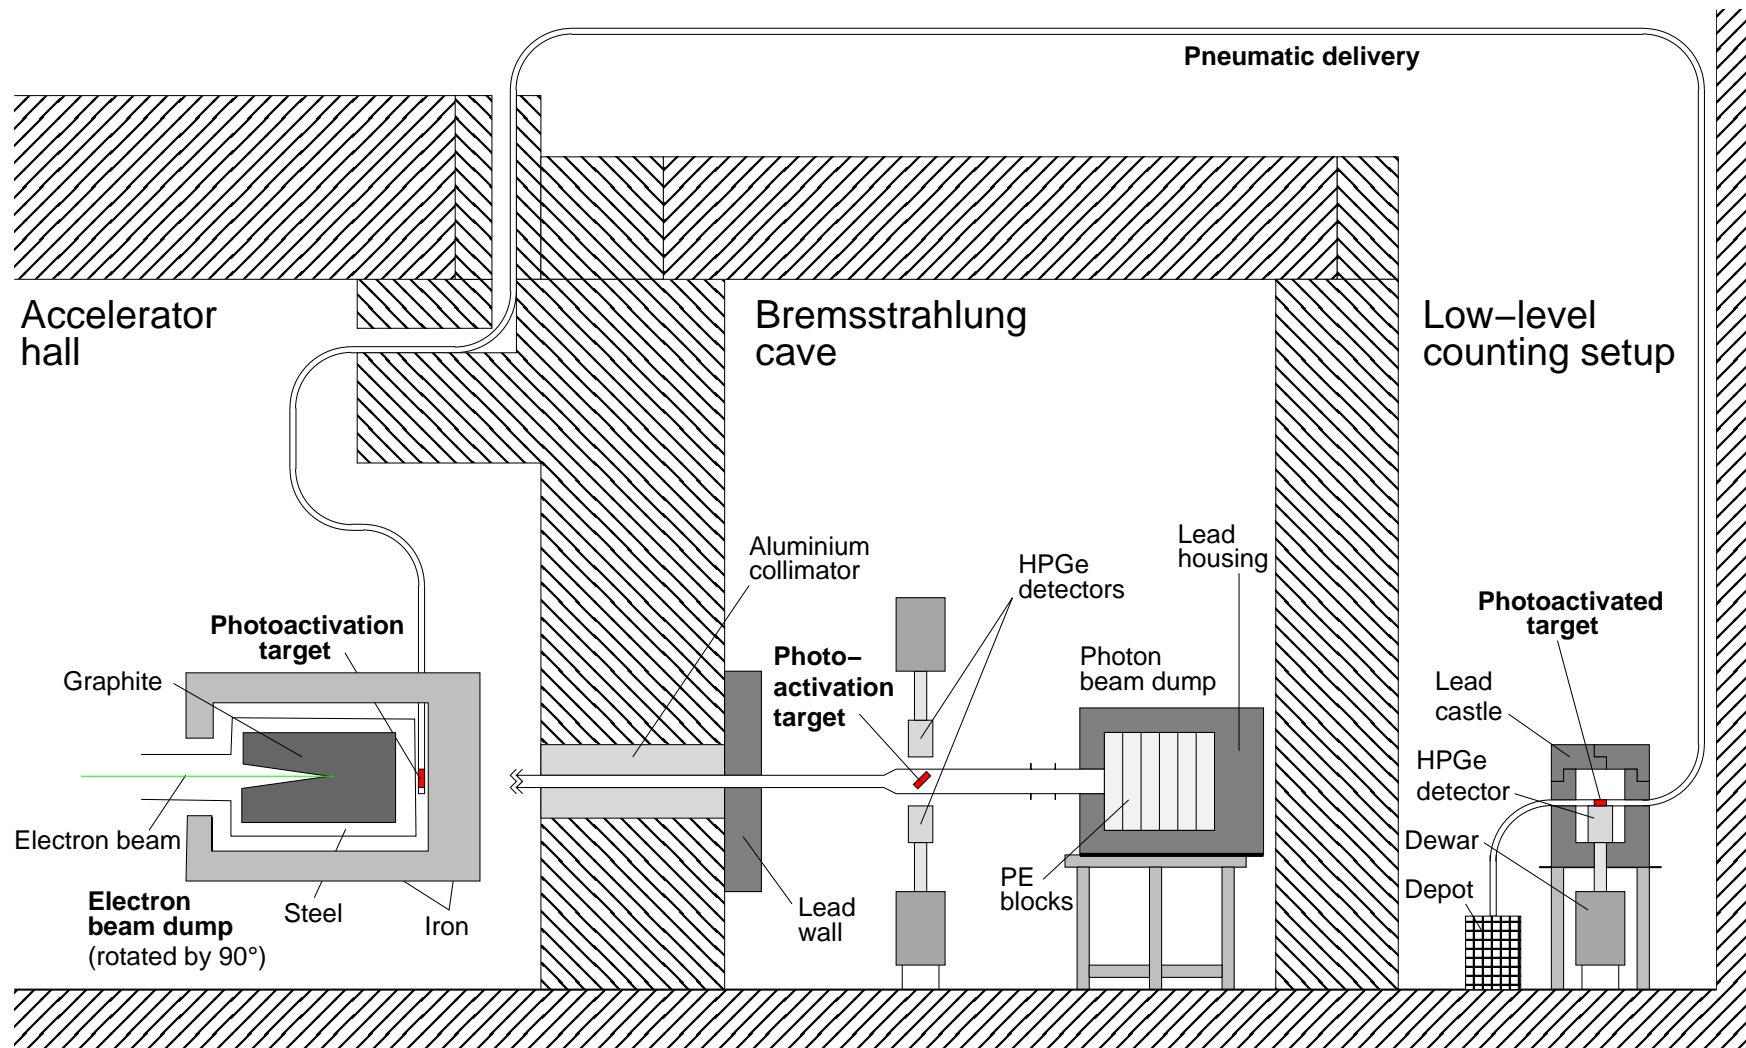 Pneumatic delivery
Accelerator
hall
Bremsstrahlung
cave
Low–level
counting setup
Aluminium
collimator
HPGe
detectors
Lead
housing
Photoactivation
target
Graphite
Photo–
activation
target
Photon
beam dump
Photoactivated
target
Lead
castle
HPGe
detector
Electron beam
Dewar
Depot
Electron
beam dump
(rotated by 90°)
Steel
Iron
Lead
wall
PE
blocks